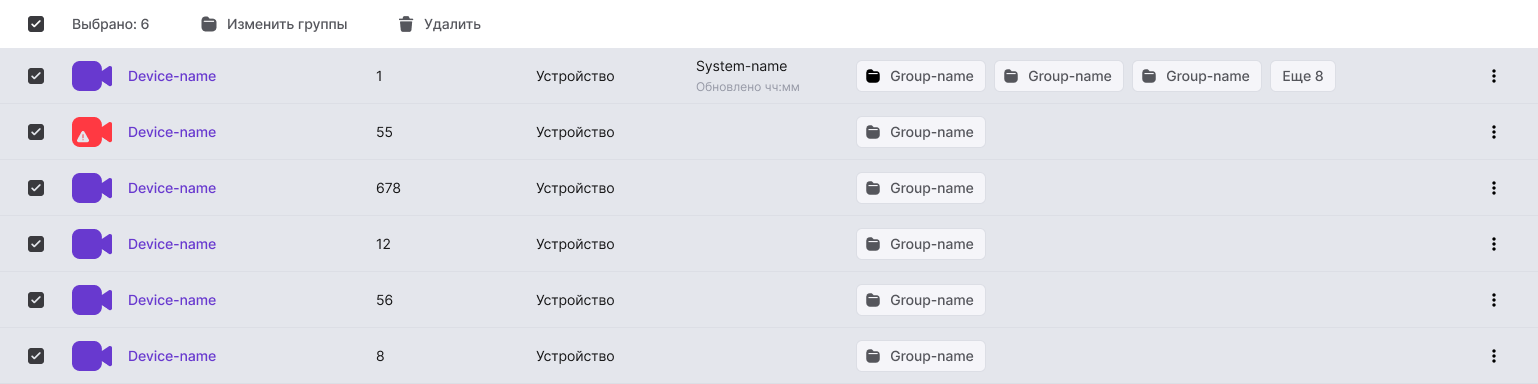 Выбрано: 6 Изменить группы Удалить
Device-name 1 Устройство System-name Group-name Group-name Group-name Еще 8
Обновлено чч:мм
Device-name 55 Устройство Group-name
Device-name 678 Устройство Group-name
Device-name 12 Устройство Group-name
Device-name 56 Устройство Group-name
Device-name 8 Устройство Group-name